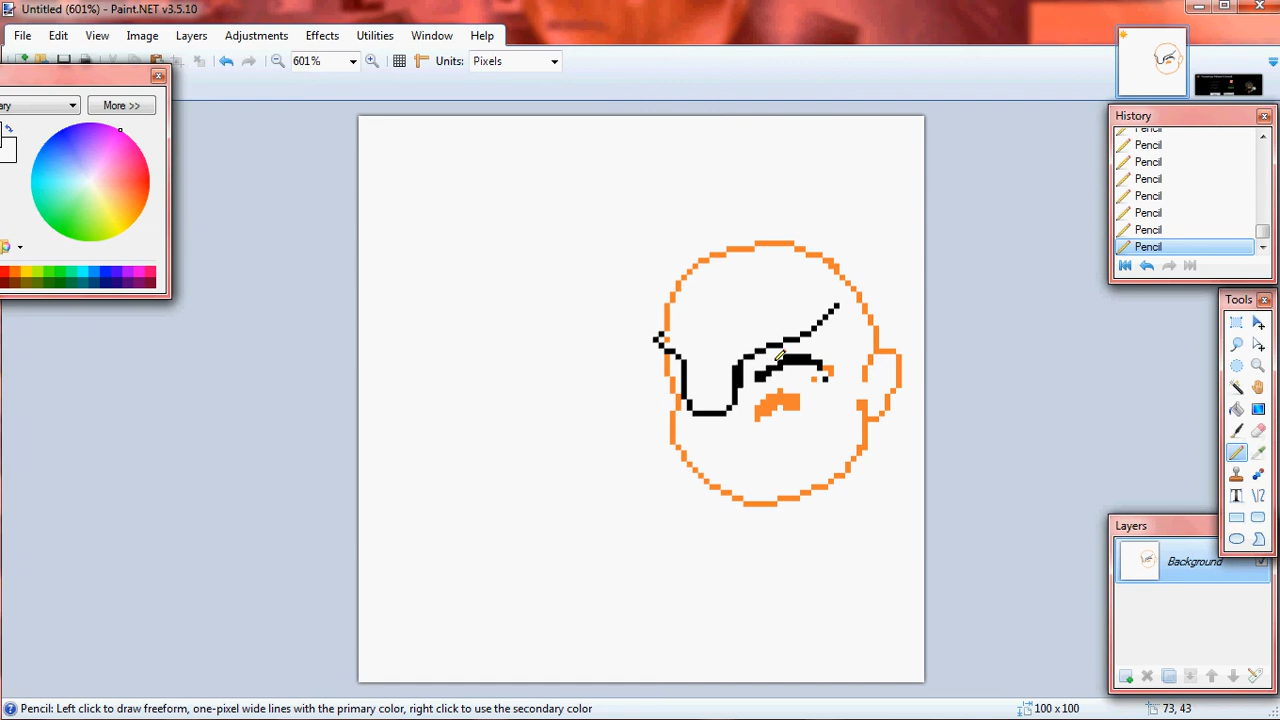 Untitled (601%) - Paint.NET v3.5.10
File Edit View Image Layers Adjustments Effects Utilities Window Help
601% Units: Pixels
More >>
History
Pencil
Pencil
Pencil
Pencil
Pencil
Pencil
Pencil
Pencil
Tools
Layers
Background
Pencil: Left click to draw freeform, one-pixel wide lines with the primary color, right click to use the secondary color
100 x 100
73, 43